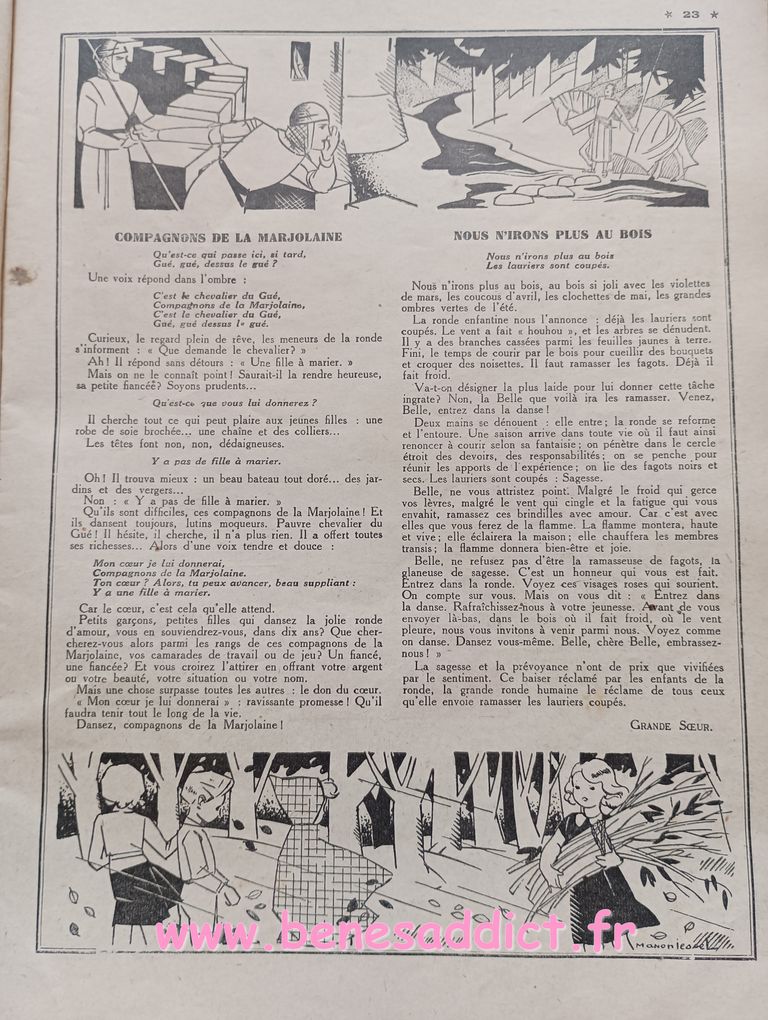 ★ 23 ★
COMPAGNONS DE LA MARJOLAINE
Qu'est-ce qui passe ici, si tard,
Gué, gué, dessus le gué ?
Une voix répond dans l'ombre :
C'est le chevalier du Gué,
Compagnons de la Marjolaine,
C'est le chevalier du Gué,
Gué, gué dessus le gué.
Curieux, le regard plein de rêve, les meneurs de la ronde
s'informent : « Que demande le chevalier? »
Ah! Il répond sans détours : « Une fille à marier. »
Mais on ne le connaît point! Saurait-il la rendre heureuse,
sa petite fiancée? Soyons prudents...
Qu'est-ce que vous lui donnerez ?
Il cherche tout ce qui peut plaire aux jeunes filles : une
robe de soie brochée... une chaîne et des colliers...
Les têtes font non, non, dédaigneuses.
Y a pas de fille à marier.
Oh! Il trouva mieux : un beau bateau tout doré... des jar-
dins et des vergers...
Non : « Y a pas de fille à marier. »
Qu'ils sont difficiles, ces compagnons de la Marjolaine! Et
ils dansent toujours, lutins moqueurs. Pauvre chevalier du
Gué! Il hésite, il cherche, il n'a plus rien. Il a offert toutes
ses richesses... Alors d'une voix tendre et douce :
Mon cœur je lui donnerai,
Compagnons de la Marjolaine.
Ton cœur ? Alors, tu peux avancer, beau suppliant :
Y a une fille à marier.
Car le cœur, c'est cela qu'elle attend.
Petits garçons, petites filles qui dansez la jolie ronde
d'amour, vous en souviendrez-vous, dans dix ans? Que cher-
cherez-vous alors parmi les rangs de ces compagnons de la
Marjolaine, vos camarades de travail ou de jeu? Un fiancé,
une fiancée? Et vous croirez l'attirer en offrant votre argent
ou votre beauté, votre situation ou votre nom.
Mais une chose surpasse toutes les autres : le don du cœur.
« Mon cœur je lui donnerai » : ravissante promesse! Qu'il
faudra tenir tout le long de la vie.
Dansez, compagnons de la Marjolaine!
NOUS N'IRONS PLUS AU BOIS
Nous n'irons plus au bois
Les lauriers sont coupés.
Nous n'irons plus au bois, au bois si joli avec les violettes
de mars, les coucous d'avril, les clochettes de mai, les grandes
ombres vertes de l'été.
La ronde enfantine nous l'annonce : déjà les lauriers sont
coupés. Le vent a fait « houhou », et les arbres se dénudent.
Il y a des branches cassées parmi les feuilles jaunes à terre.
Fini, le temps de courir par le bois pour cueillir des bouquets
et croquer des noisettes. Il faut ramasser les fagots. Déjà il
fait froid.
Va-t-on désigner la plus laide pour lui donner cette tâche
ingrate? Non, la Belle que voilà ira les ramasser. Venez,
Belle, entrez dans la danse!
Deux mains se dénouent : elle entre; la ronde se reforme
et l'entoure. Une saison arrive dans toute vie où il faut ainsi
renoncer à courir selon sa fantaisie; on pénètre dans le cercle
étroit des devoirs, des responsabilités; on se penche pour
réunir les apports de l'expérience; on lie des fagots noirs et
secs. Les lauriers sont coupés : Sagesse.
Belle, ne vous attristez point. Malgré le froid qui gerce
vos lèvres, malgré le vent qui cingle et la fatigue qui vous
envahit, ramassez ces brindilles avec amour. Car c'est avec
elles que vous ferez de la flamme. La flamme montera, haute
et vive; elle éclairera la maison; elle chauffera les membres
transis; la flamme donnera bien-être et joie.
Belle, ne refusez pas d'être la ramasseuse de fagots, la
glaneuse de sagesse. C'est un honneur qui vous est fait.
Entrez dans la ronde. Voyez ces visages roses qui sourient.
On compte sur vous. Mais on vous dit : « Entrez dans
la danse. Rafraîchissez-nous à votre jeunesse. Avant de vous
envoyer là-bas, dans le bois où il fait froid, où le vent
pleure, nous vous invitons à venir parmi nous. Voyez comme
on danse. Dansez vous-même. Belle, chère Belle, embrassez-
nous! »
La sagesse et la prévoyance n'ont de prix que vivifiées
par le sentiment. Ce baiser réclamé par les enfants de la
ronde, la grande ronde humaine le réclame de tous ceux
qu'elle envoie ramasser les lauriers coupés.
GRANDE SŒUR.
www.benesaddict.fr